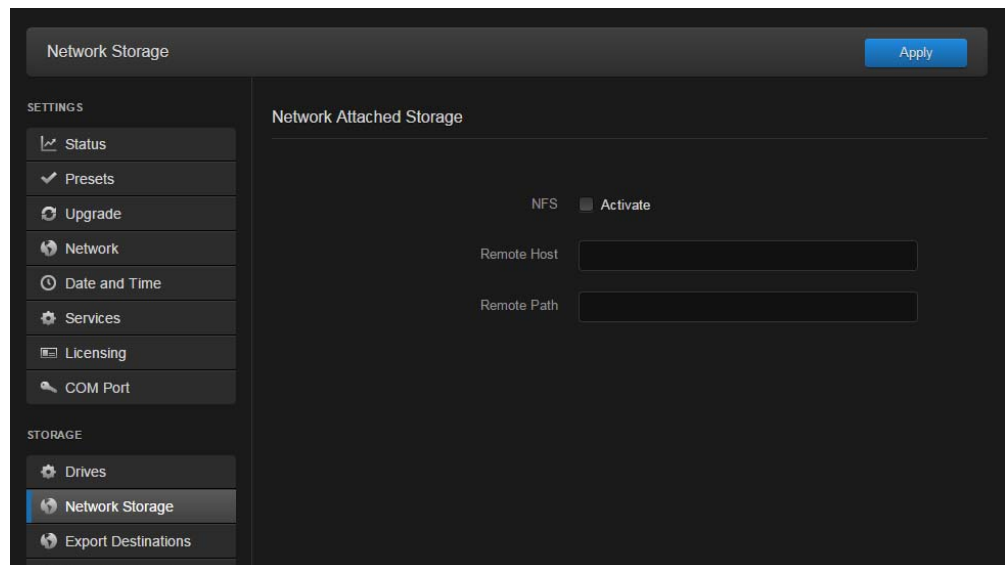 Network Storage
Apply
SETTINGS
Status
Presets
Upgrade
Network
Date and Time
Services
Licensing
COM Port
STORAGE
Drives
Network Storage
Export Destinations
Network Attached Storage
NFS Activate
Remote Host
Remote Path